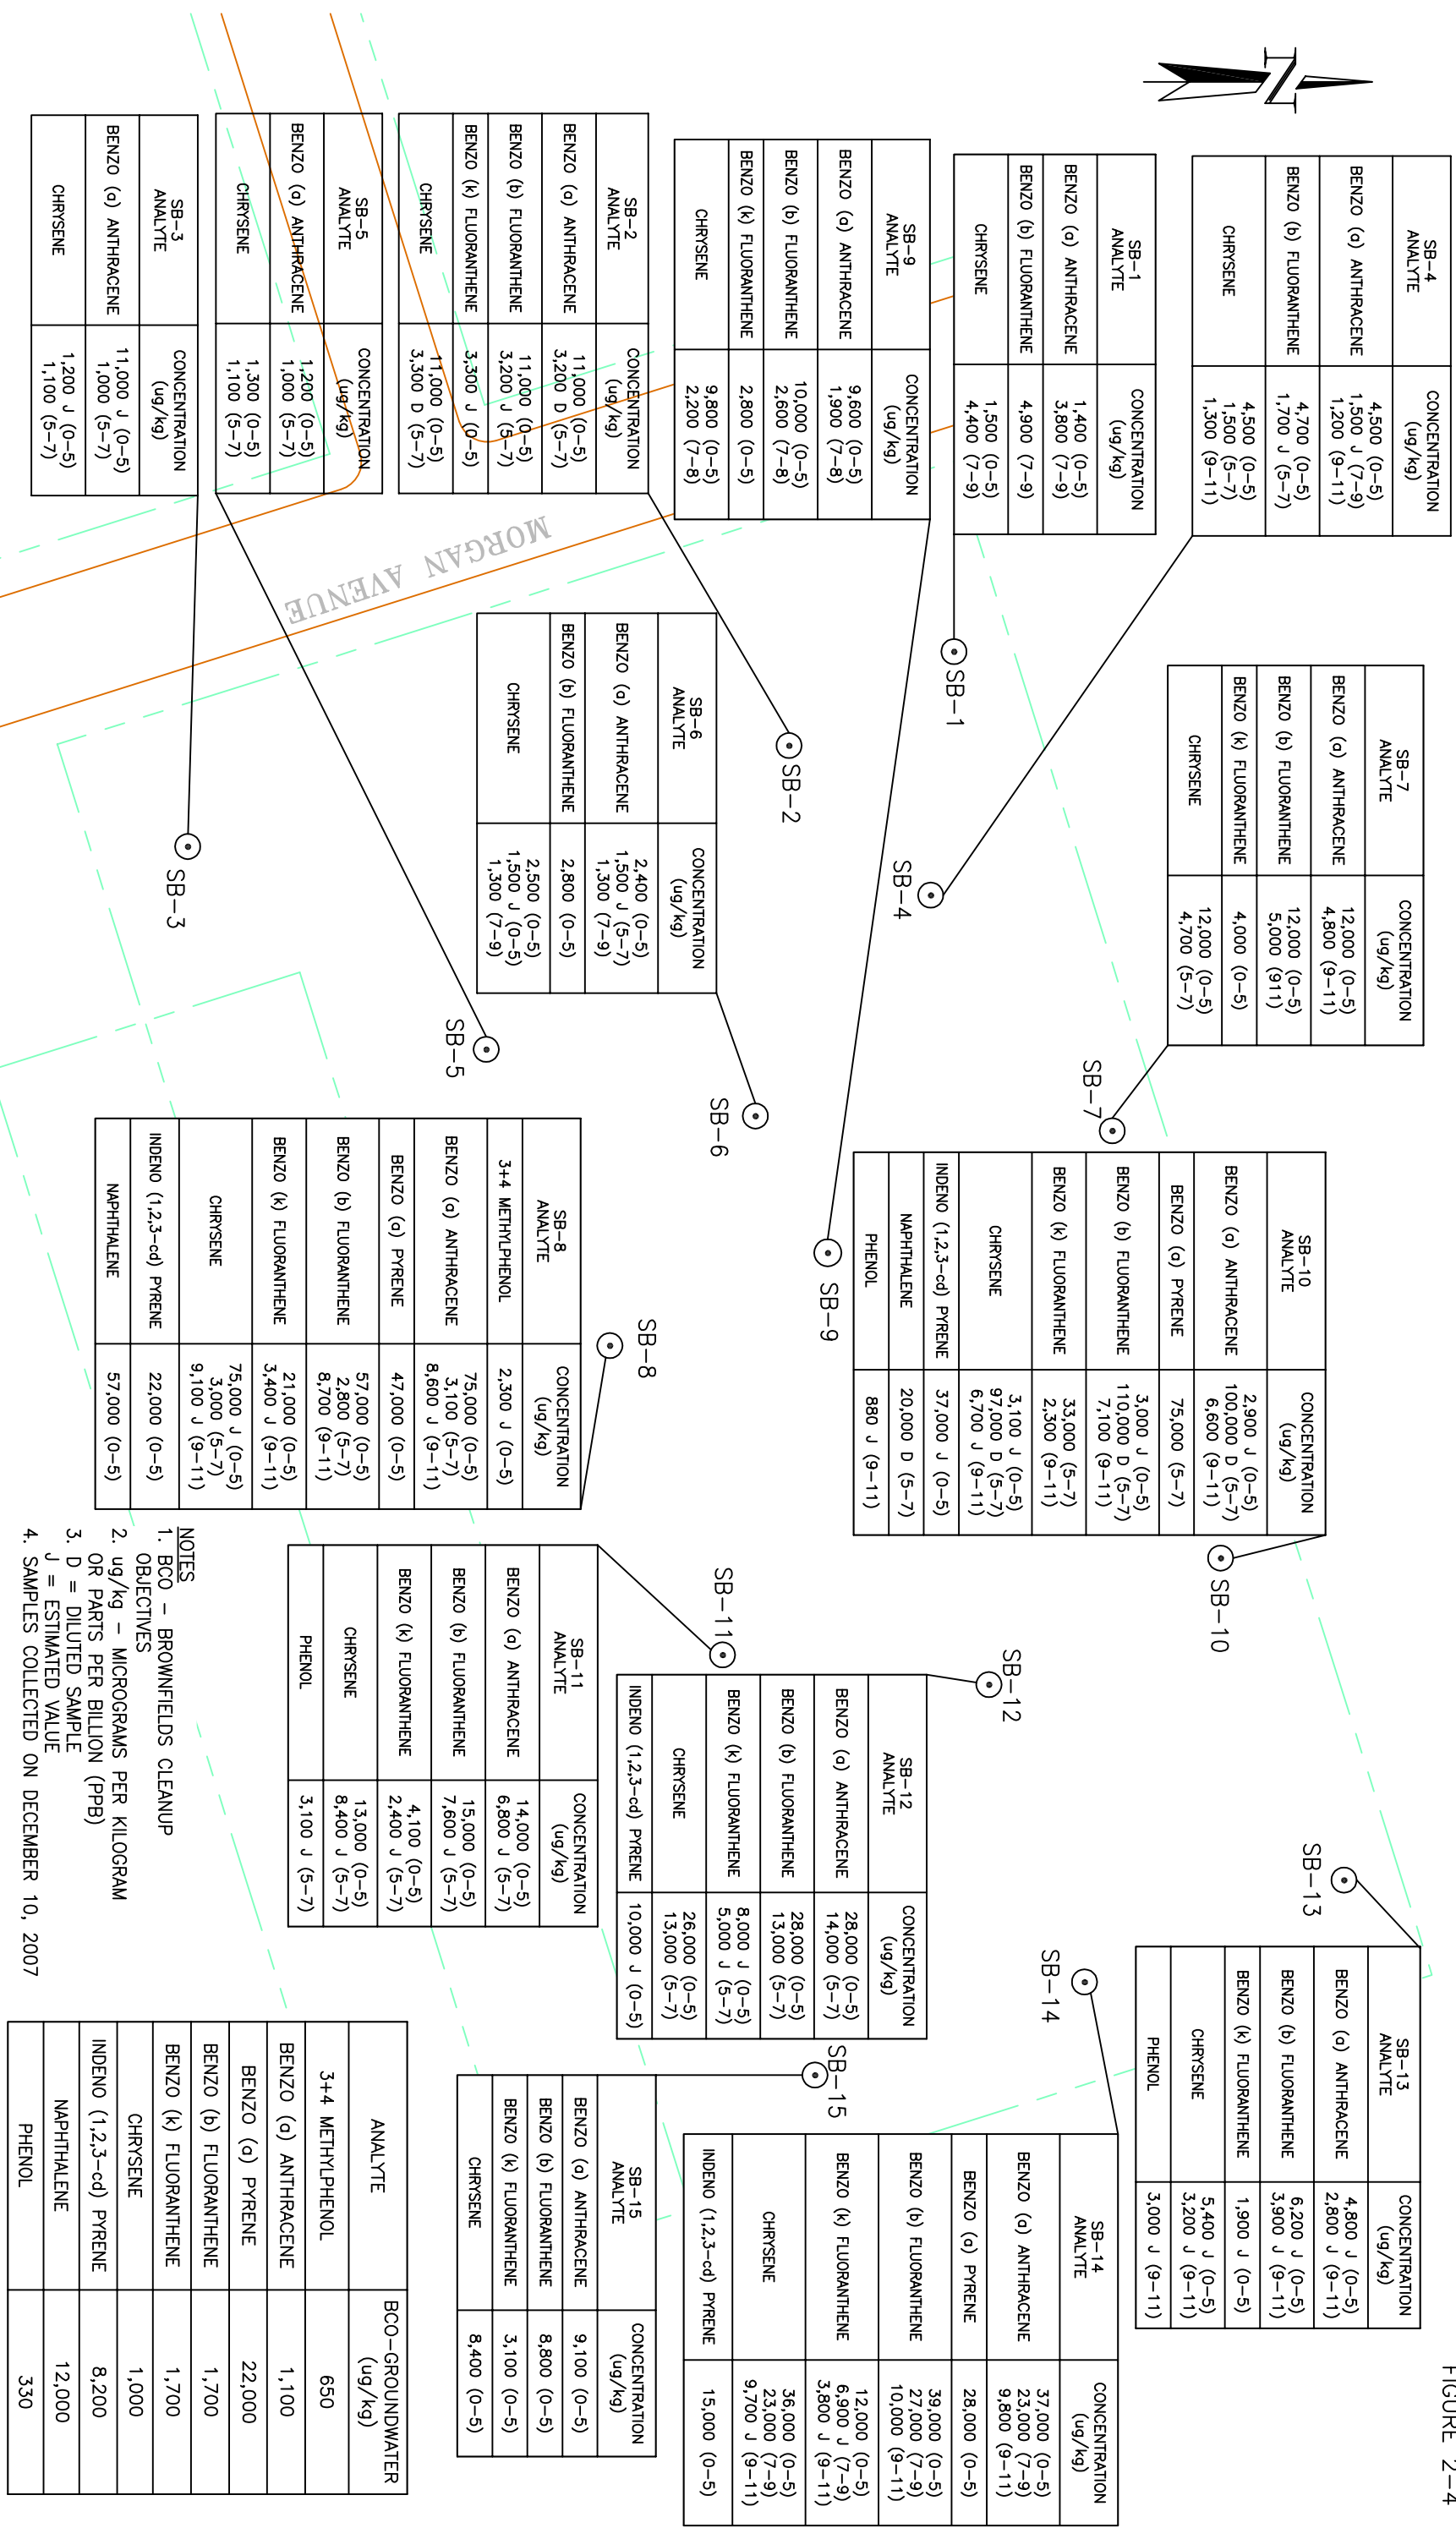 FIGURE 2-4
N
SB-4
ANALYTE
CONCENTRATION
(ug/kg)
BENZO (a) ANTHRACENE
4,500 (0-5)
1,500 J (7-9)
1,200 (9-11)
BENZO (b) FLUORANTHENE
4,700 (0-5)
1,700 J (5-7)
CHRYSENE
4,500 (0-5)
1,500 (5-7)
1,300 (9-11)
SB-1
ANALYTE
CONCENTRATION
(ug/kg)
BENZO (a) ANTHRACENE
1,400 (0-5)
3,800 (7-9)
BENZO (b) FLUORANTHENE
4,900 (7-9)
CHRYSENE
1,500 (0-5)
4,400 (7-9)
SB-9
ANALYTE
CONCENTRATION
(ug/kg)
BENZO (a) ANTHRACENE
9,600 (0-5)
1,900 (7-8)
BENZO (b) FLUORANTHENE
10,000 (0-5)
2,600 (7-8)
BENZO (k) FLUORANTHENE
2,800 (0-5)
CHRYSENE
9,800 (0-5)
2,200 (7-8)
SB-2
ANALYTE
CONCENTRATION
(ug/kg)
BENZO (a) ANTHRACENE
11,000 (0-5)
3,200 D (5-7)
BENZO (b) FLUORANTHENE
11,000 (0-5)
3,200 J (5-7)
BENZO (k) FLUORANTHENE
3,300 J (0-5)
CHRYSENE
11,000 (0-5)
3,300 D (5-7)
SB-5
ANALYTE
CONCENTRATION
(ug/kg)
BENZO (a) ANTHRACENE
1,200 (0-5)
1,000 (5-7)
CHRYSENE
1,300 (0-5)
1,100 (5-7)
SB-3
ANALYTE
CONCENTRATION
(ug/kg)
BENZO (a) ANTHRACENE
11,000 J (0-5)
1,000 (5-7)
CHRYSENE
1,200 J (0-5)
1,100 (5-7)
MORGAN AVENUE
SB-7
ANALYTE
CONCENTRATION
(ug/kg)
BENZO (a) ANTHRACENE
12,000 (0-5)
4,800 (9-11)
BENZO (b) FLUORANTHENE
12,000 (0-5)
5,000 (911)
BENZO (k) FLUORANTHENE
4,000 (0-5)
CHRYSENE
12,000 (0-5)
4,700 (5-7)
SB-6
ANALYTE
CONCENTRATION
(ug/kg)
BENZO (a) ANTHRACENE
2,400 (0-5)
1,500 J (5-7)
1,300 (7-9)
BENZO (b) FLUORANTHENE
2,800 (0-5)
CHRYSENE
2,500 (0-5)
1,500 J (0-5)
1,300 (7-9)
SB-1
SB-2
SB-3
SB-4
SB-5
SB-6
SB-7
SB-9
SB-8
SB-10
ANALYTE
CONCENTRATION
(ug/kg)
BENZO (a) ANTHRACENE
2,900 J (0-5)
100,000 D (5-7)
6,600 (9-11)
BENZO (a) PYRENE
75,000 (5-7)
BENZO (b) FLUORANTHENE
3,000 J (0-5)
110,000 D (5-7)
7,100 (9-11)
BENZO (k) FLUORANTHENE
33,000 (5-7)
2,300 (9-11)
CHRYSENE
3,100 J (0-5)
97,000 D (5-7)
6,700 J (9-11)
INDENO (1,2,3-cd) PYRENE
37,000 J (0-5)
NAPHTHALENE
20,000 D (5-7)
PHENOL
880 J (9-11)
SB-8
ANALYTE
CONCENTRATION
(ug/kg)
3+4 METHYLPHENOL
2,300 J (0-5)
BENZO (a) ANTHRACENE
75,000 (0-5)
3,100 (5-7)
8,600 J (9-11)
BENZO (a) PYRENE
47,000 (0-5)
BENZO (b) FLUORANTHENE
57,000 (0-5)
2,800 (5-7)
8,700 (9-11)
BENZO (k) FLUORANTHENE
21,000 (0-5)
3,400 J (9-11)
CHRYSENE
75,000 J (0-5)
3,000 (5-7)
9,100 J (9-11)
INDENO (1,2,3-cd) PYRENE
22,000 (0-5)
NAPHTHALENE
57,000 (0-5)
SB-10
SB-11
SB-12
SB-13
SB-14
SB-15
SB-12
ANALYTE
CONCENTRATION
(ug/kg)
BENZO (a) ANTHRACENE
28,000 (0-5)
14,000 (5-7)
BENZO (b) FLUORANTHENE
28,000 (0-5)
13,000 (5-7)
BENZO (k) FLUORANTHENE
8,000 J (0-5)
5,000 J (5-7)
CHRYSENE
26,000 (0-5)
13,000 (5-7)
INDENO (1,2,3-cd) PYRENE
10,000 J (0-5)
SB-11
ANALYTE
CONCENTRATION
(ug/kg)
BENZO (a) ANTHRACENE
14,000 (0-5)
6,800 J (5-7)
BENZO (b) FLUORANTHENE
15,000 (0-5)
7,600 J (5-7)
BENZO (k) FLUORANTHENE
4,100 (0-5)
2,400 J (5-7)
CHRYSENE
13,000 (0-5)
8,400 J (5-7)
PHENOL
3,100 J (5-7)
SB-13
ANALYTE
CONCENTRATION
(ug/kg)
BENZO (a) ANTHRACENE
4,800 J (0-5)
2,800 J (9-11)
BENZO (b) FLUORANTHENE
6,200 J (0-5)
3,900 J (9-11)
BENZO (k) FLUORANTHENE
1,900 J (0-5)
CHRYSENE
5,400 J (0-5)
3,200 J (9-11)
PHENOL
3,000 J (9-11)
SB-14
ANALYTE
CONCENTRATION
(ug/kg)
BENZO (a) ANTHRACENE
37,000 (0-5)
23,000 (7-9)
9,800 (9-11)
BENZO (a) PYRENE
28,000 (0-5)
BENZO (b) FLUORANTHENE
39,000 (0-5)
27,000 (7-9)
10,000 (9-11)
BENZO (k) FLUORANTHENE
12,000 (0-5)
6,900 J (7-9)
3,800 J (9-11)
CHRYSENE
36,000 (0-5)
23,000 (7-9)
9,700 J (9-11)
INDENO (1,2,3-cd) PYRENE
15,000 (0-5)
SB-15
ANALYTE
CONCENTRATION
(ug/kg)
BENZO (a) ANTHRACENE
9,100 (0-5)
BENZO (b) FLUORANTHENE
8,800 (0-5)
BENZO (k) FLUORANTHENE
3,100 (0-5)
CHRYSENE
8,400 (0-5)
ANALYTE
BCO-GROUNDWATER
(ug/kg)
3+4 METHYLPHENOL
650
BENZO (a) ANTHRACENE
1,100
BENZO (a) PYRENE
22,000
BENZO (b) FLUORANTHENE
1,700
BENZO (k) FLUORANTHENE
1,700
CHRYSENE
1,000
INDENO (1,2,3-cd) PYRENE
8,200
NAPHTHALENE
12,000
PHENOL
330
NOTES
1. BCO - BROWNFIELDS CLEANUP
OBJECTIVES
2. ug/kg - MICROGRAMS PER KILOGRAM
OR PARTS PER BILLION (PPB)
3. D = DILUTED SAMPLE
J = ESTIMATED VALUE
4. SAMPLES COLLECTED ON DECEMBER 10, 2007